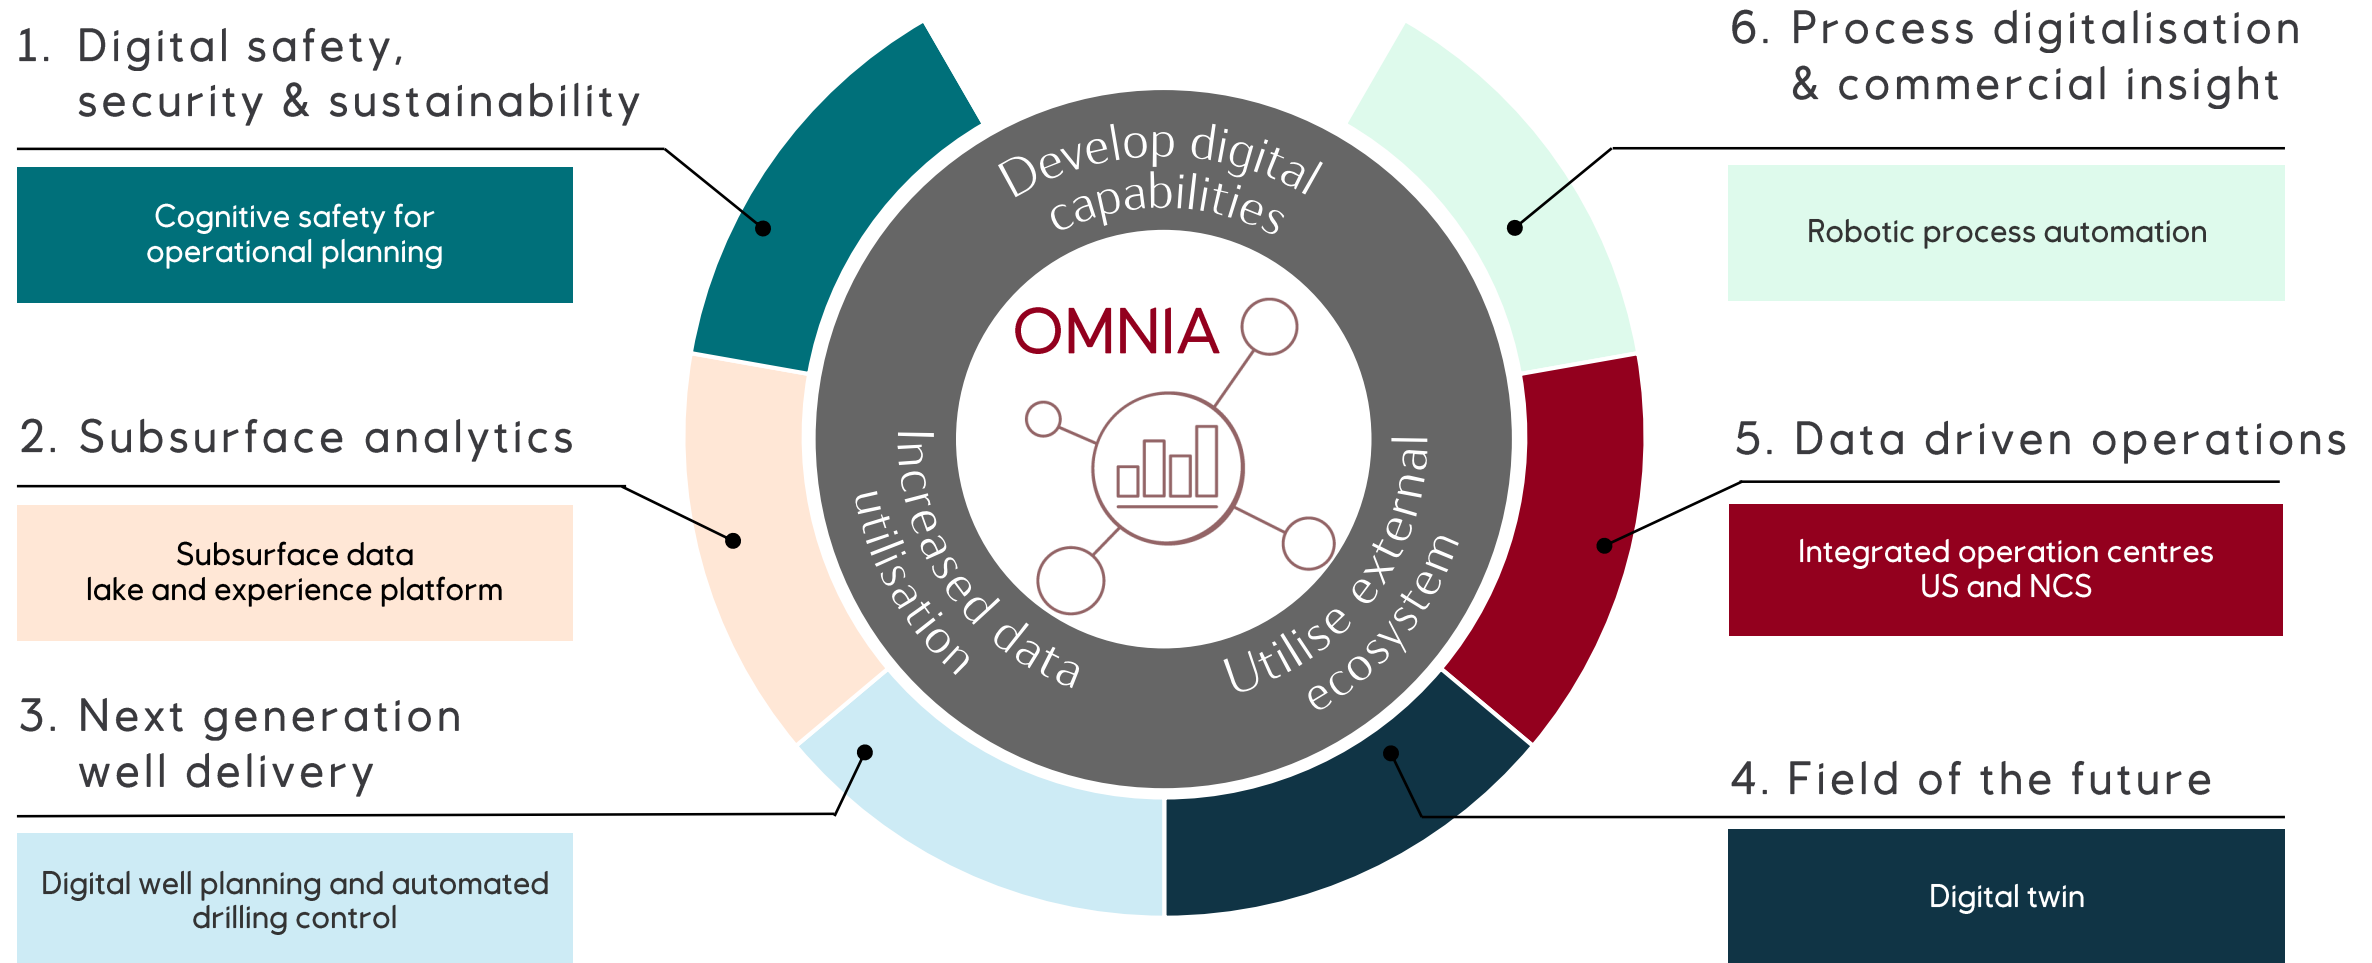 1. Digital safety,
security & sustainability
Cognitive safety for
operational planning
2. Subsurface analytics
Subsurface data
lake and experience platform
3. Next generation
well delivery
Digital well planning and automated
drilling control
Develop digital
capabilities
OMNIA
Increased data
utilisation
Utilise external
ecosystem
6. Process digitalisation
& commercial insight
Robotic process automation
5. Data driven operations
Integrated operation centres
US and NCS
4. Field of the future
Digital twin